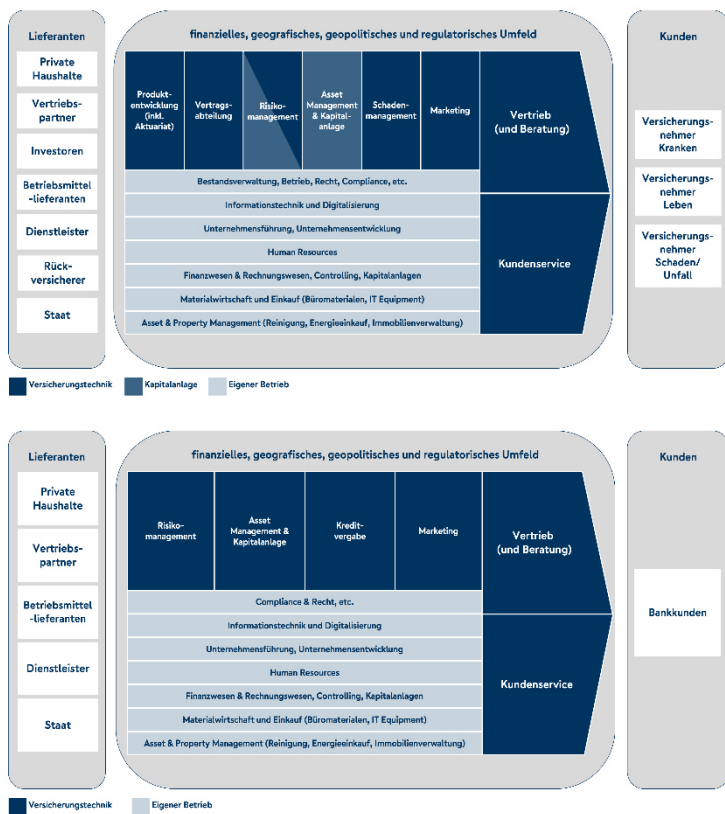 Lieferanten
Private
Haushalte
Vertriebs-
partner
Investoren
Betriebsmittel
-lieferanten
Dienstleister
Rück-
versicherer
Staat
finanzielles, geografisches, geopolitisches und regulatorisches Umfeld
Produkt-
entwicklung
(inkl.
Aktuariat)
Vertrags-
abteilung
Risiko-
management
Asset
Management
& Kapital-
anlage
Schaden-
management
Marketing
Vertrieb
(und Beratung)
Bestandsverwaltung, Betrieb, Recht, Compliance, etc.
Informationstechnik und Digitalisierung
Unternehmensführung, Unternehmensentwicklung
Human Resources
Finanzwesen & Rechnungswesen, Controlling, Kapitalanlagen
Materialwirtschaft und Einkauf (Büromaterialen, IT Equipment)
Asset & Property Management (Reinigung, Energieeinkauf, Immobilienverwaltung)
Kundenservice
Kunden
Versicherungs-
nehmer
Kranken
Versicherungs-
nehmer
Leben
Versicherungs-
nehmer
Schaden/
Unfall
Versicherungstechnik
Kapitalanlage
Eigener Betrieb
Lieferanten
Private
Haushalte
Vertriebs-
partner
Betriebsmittel
-lieferanten
Dienstleister
Staat
finanzielles, geografisches, geopolitisches und regulatorisches Umfeld
Risiko-
management
Asset
Management &
Kapitalanlage
Kredit-
vergabe
Marketing
Vertrieb
(und Beratung)
Compliance & Recht, etc.
Informationstechnik und Digitalisierung
Unternehmensführung, Unternehmensentwicklung
Human Resources
Finanzwesen & Rechnungswesen, Controlling, Kapitalanlagen
Materialwirtschaft und Einkauf (Büromaterialen, IT Equipment)
Asset & Property Management (Reinigung, Energieeinkauf, Immobilienverwaltung)
Kundenservice
Kunden
Bankkunden
Versicherungstechnik
Eigener Betrieb